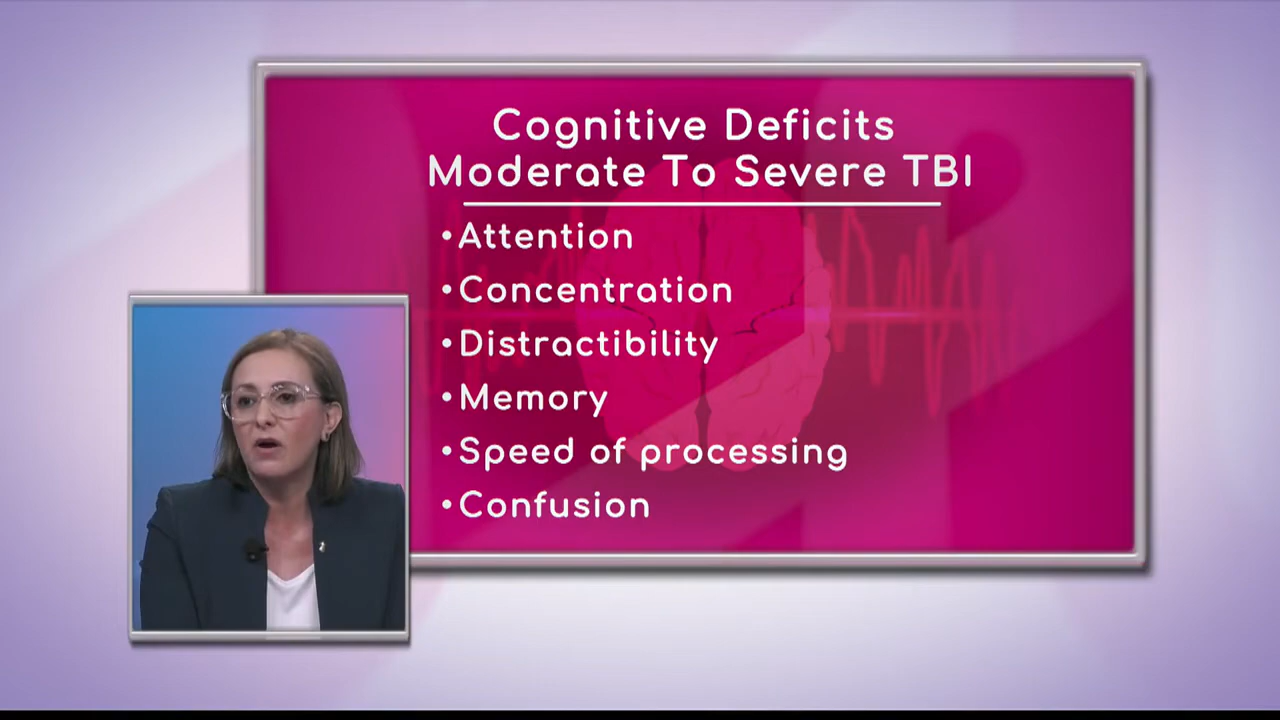 Cognitive Deficits
Moderate To Severe TBI
•Attention
•Concentration
•Distractibility
•Memory
•Speed of processing
•Confusion